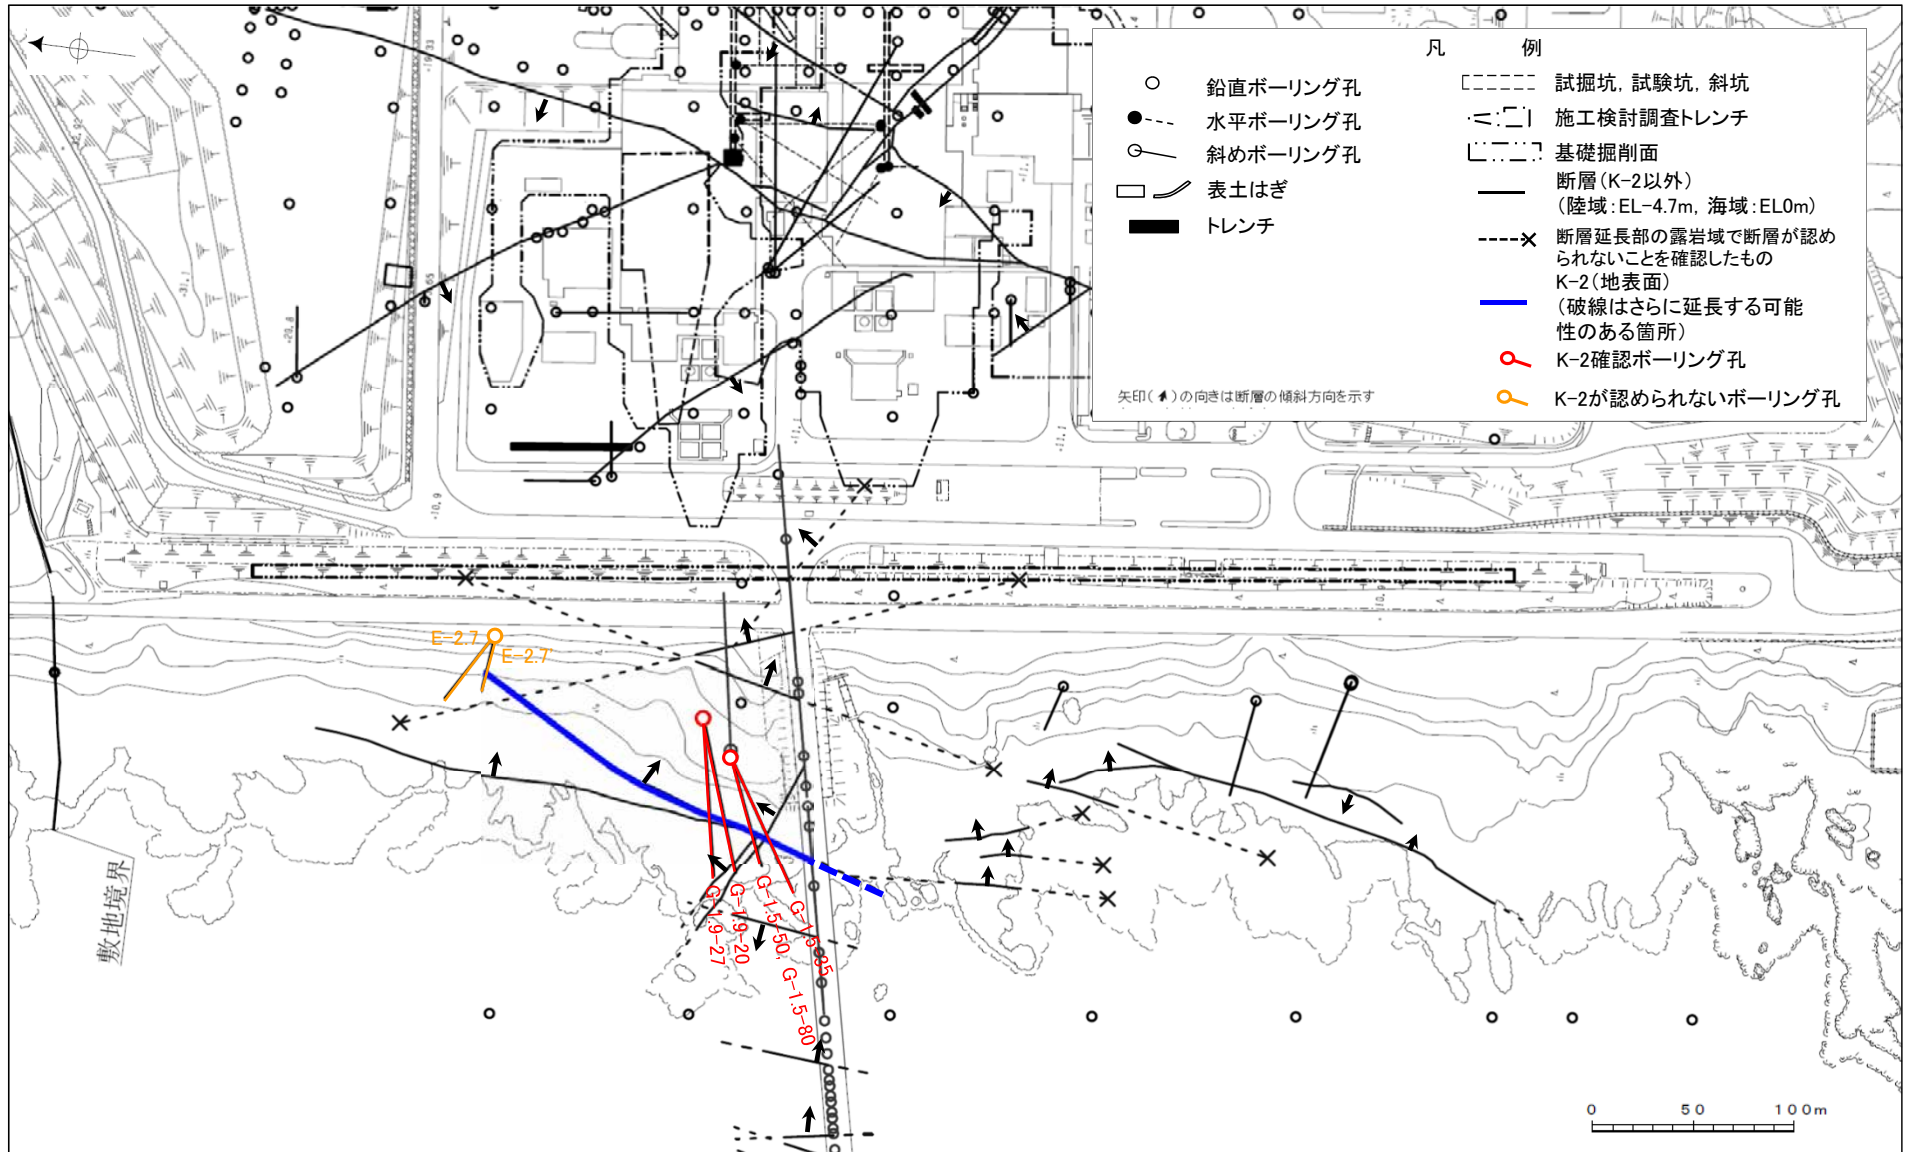 凡 例
鉛直ボーリング孔
水平ボーリング孔
斜めボーリング孔
表土はぎ
トレンチ
試掘坑, 試験坑, 斜坑
施工検討調査トレンチ
基礎掘削面
断層(K-2以外)
(陸域:EL-4.7m, 海域:EL0m)
断層延長部の露岩域で断層が認め
られないことを確認したもの
K-2(地表面)
(破線はさらに延長する可能
性のある箇所)
K-2確認ボーリング孔
K-2が認められないボーリング孔
矢印( )の向きは断層の傾斜方向を示す
E-2.7
E-2.7'
G-1.9-27
G-1.9-20
G-1.5-50, G-1.5-80
G-1.5-35
敷地境界
0 50 100m